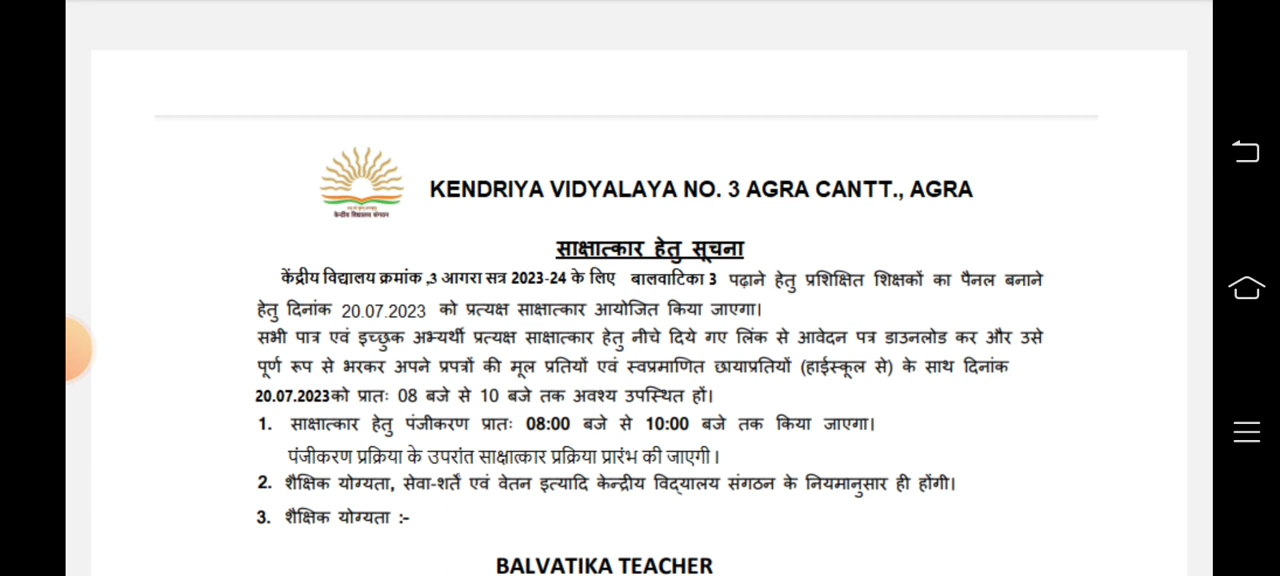 केन्द्रीय विद्यालय संगठन
KENDRIYA VIDYALAYA NO. 3 AGRA CANTT., AGRA
साक्षात्कार हेतु सूचना
केंद्रीय विद्यालय क्रमांक ,3 आगरा सत्र 2023-24 के लिए बालवाटिका 3 पढ़ाने हेतु प्रशिक्षित शिक्षकों का पैनल बनाने
हेतु दिनांक 20.07.2023 को प्रत्यक्ष साक्षात्कार आयोजित किया जाएगा।
सभी पात्र एवं इच्छुक अभ्यर्थी प्रत्यक्ष साक्षात्कार हेतु नीचे दिये गए लिंक से आवेदन पत्र डाउनलोड कर और उसे
पूर्ण रूप से भरकर अपने प्रपत्रों की मूल प्रतियों एवं स्वप्रमाणित छायाप्रतियों (हाईस्कूल से) के साथ दिनांक
20.07.2023को प्रातः 08 बजे से 10 बजे तक अवश्य उपस्थित हों।
1. साक्षात्कार हेतु पंजीकरण प्रातः 08:00 बजे से 10:00 बजे तक किया जाएगा।
पंजीकरण प्रक्रिया के उपरांत साक्षात्कार प्रक्रिया प्रारंभ की जाएगी ।
2. शैक्षिक योग्यता, सेवा-शर्तें एवं वेतन इत्यादि केन्द्रीय विद्यालय संगठन के नियमानुसार ही होंगी।
3. शैक्षिक योग्यता :-
BALVATIKA TEACHER